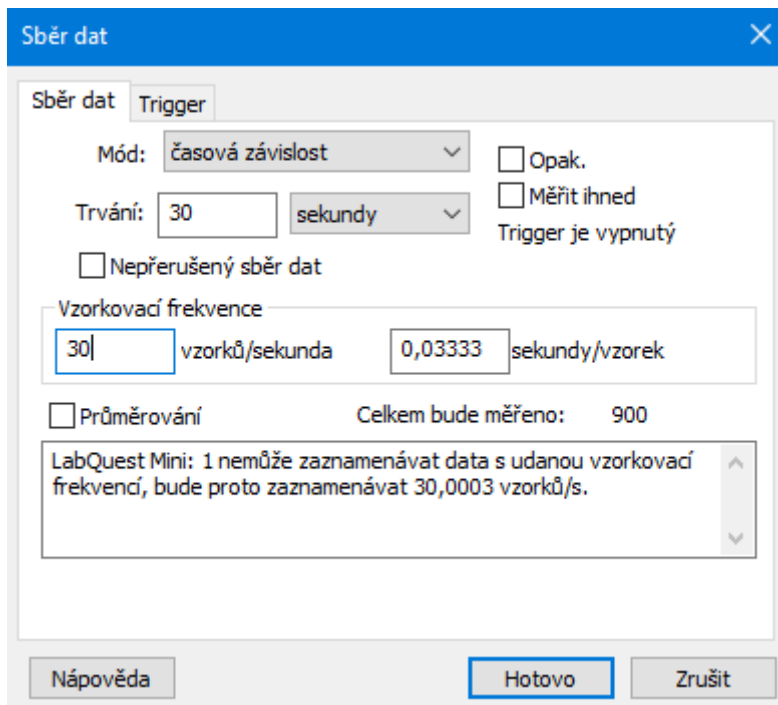 Sběr dat
Sběr dat Trigger
Mód: časová závislost
Opak.
Trvání: 30 sekundy
Měřit ihned
Trigger je vypnutý
Nepřerušený sběr dat
Vzorkovací frekvence
30 vzorků/sekunda 0,03333 sekundy/vzorek
Průměrování Celkem bude měřeno: 900
LabQuest Mini: 1 nemůže zaznamenávat data s udanou vzorkovací
frekvencí, bude proto zaznamenávat 30,0003 vzorků/s.
Nápověda Hotovo Zrušit